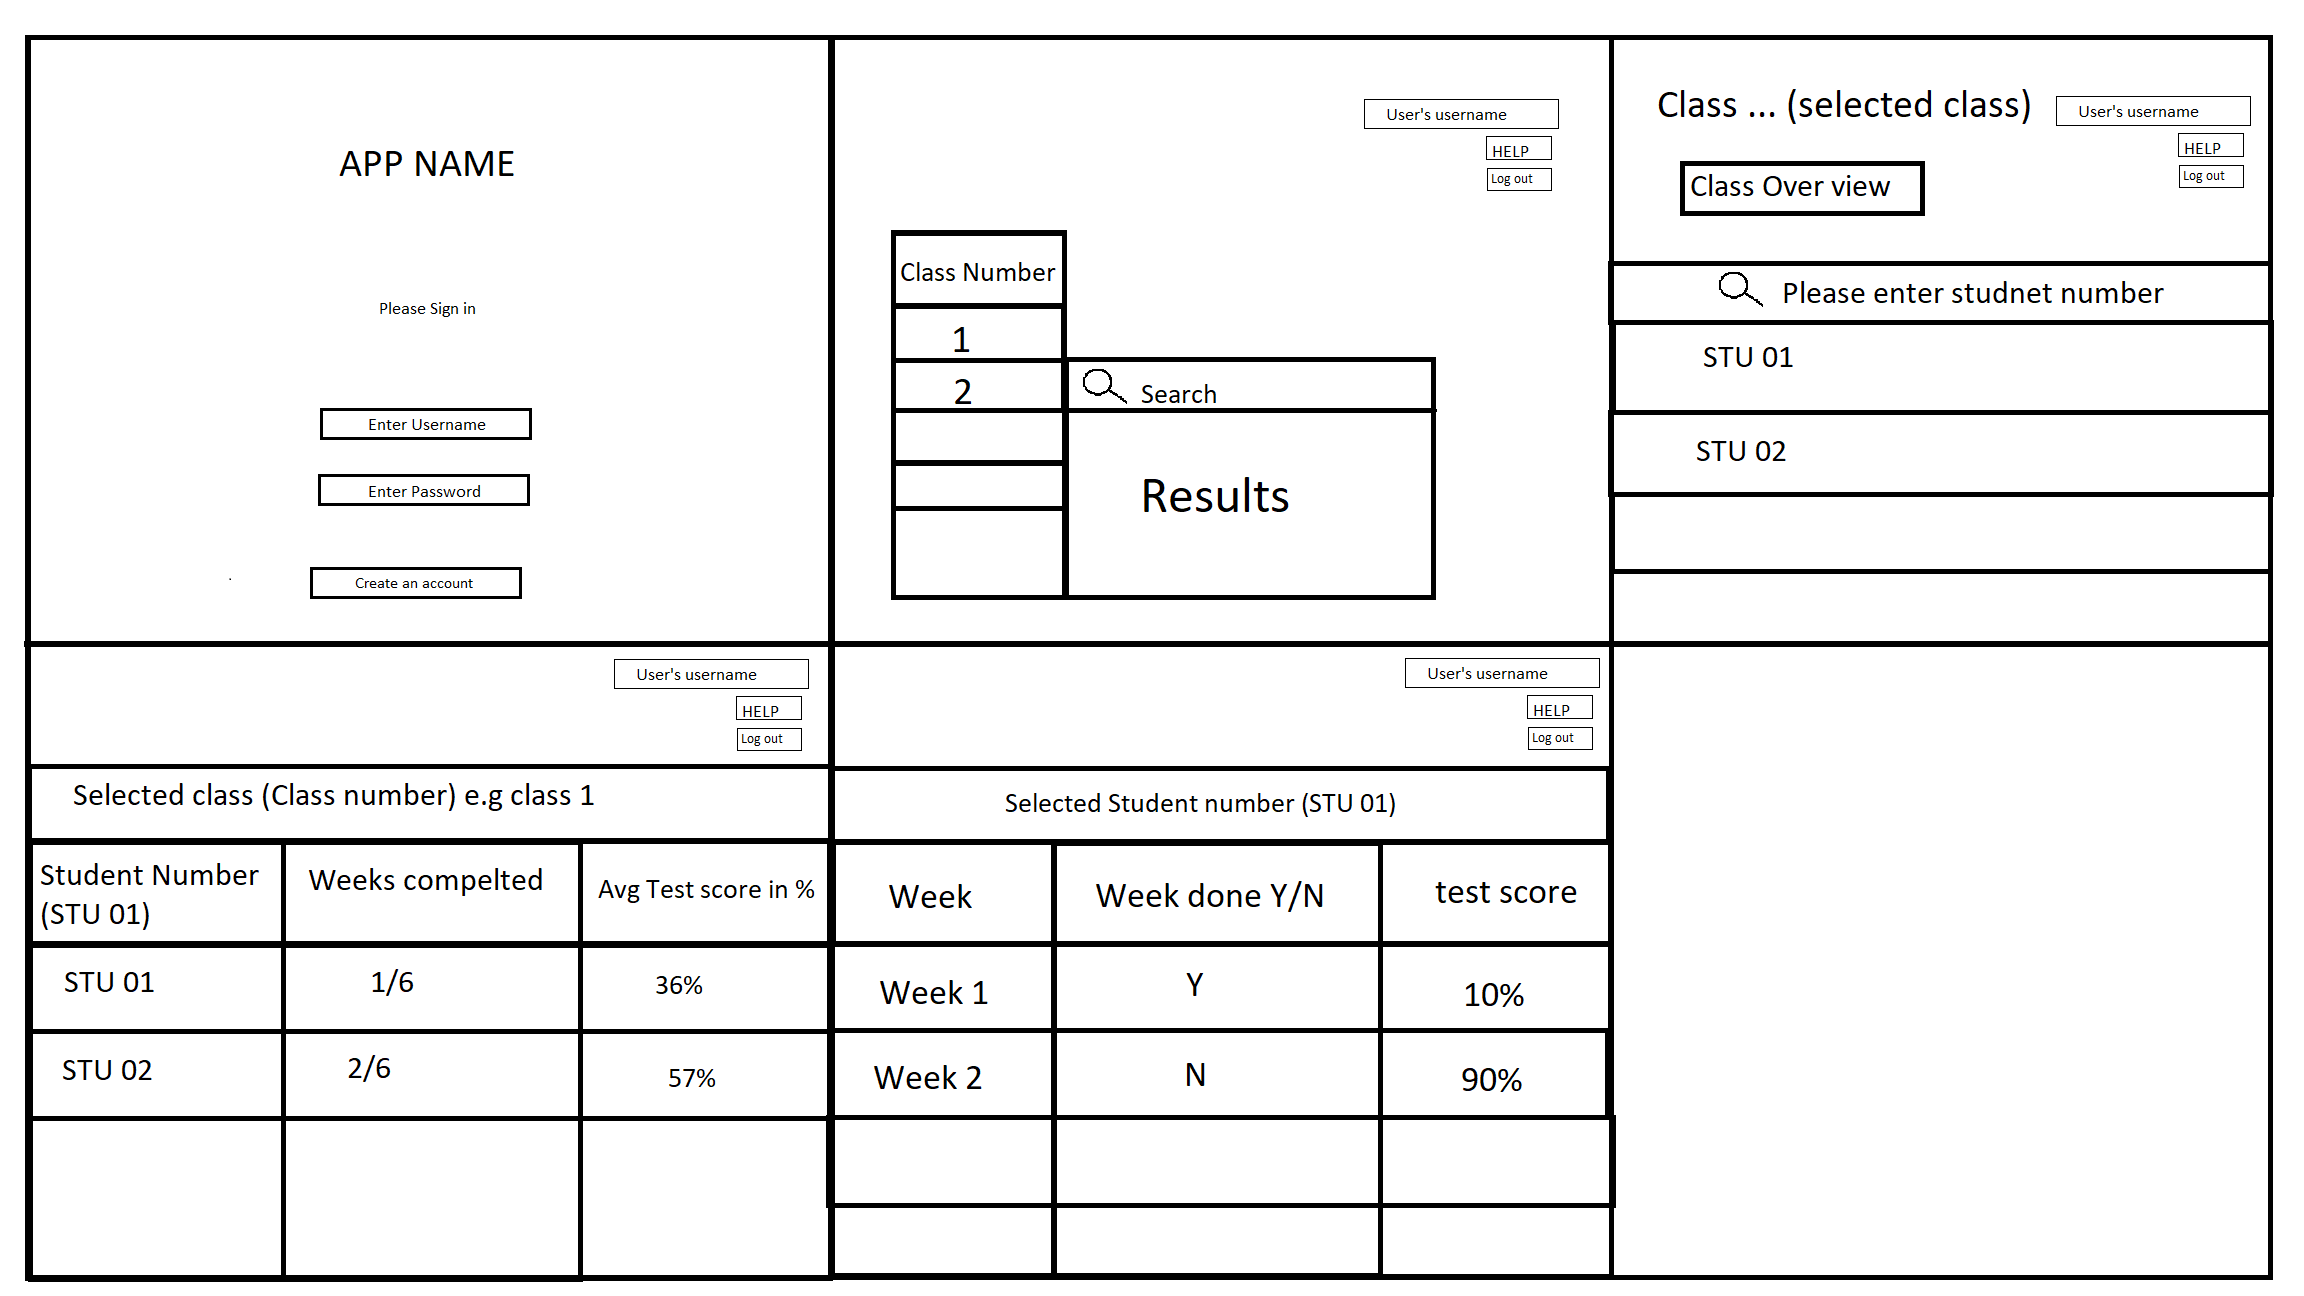 APP NAME
Please Sign in
Enter Username
Enter Password
Create an account
User's username
HELP
Log out
Class Number
1
2
Search
Results
Class ... (selected class)
User's username
HELP
Log out
Class Over view
Please enter studnet number
STU 01
STU 02
User's username
HELP
Log out
Selected class (Class number) e.g class 1
Student Number
(STU 01)
Weeks compelted
Avg Test score in %
STU 01
1/6
36%
STU 02
2/6
57%
User's username
HELP
Log out
Selected Student number (STU 01)
Week
Week done Y/N
test score
Week 1
Y
10%
Week 2
N
90%